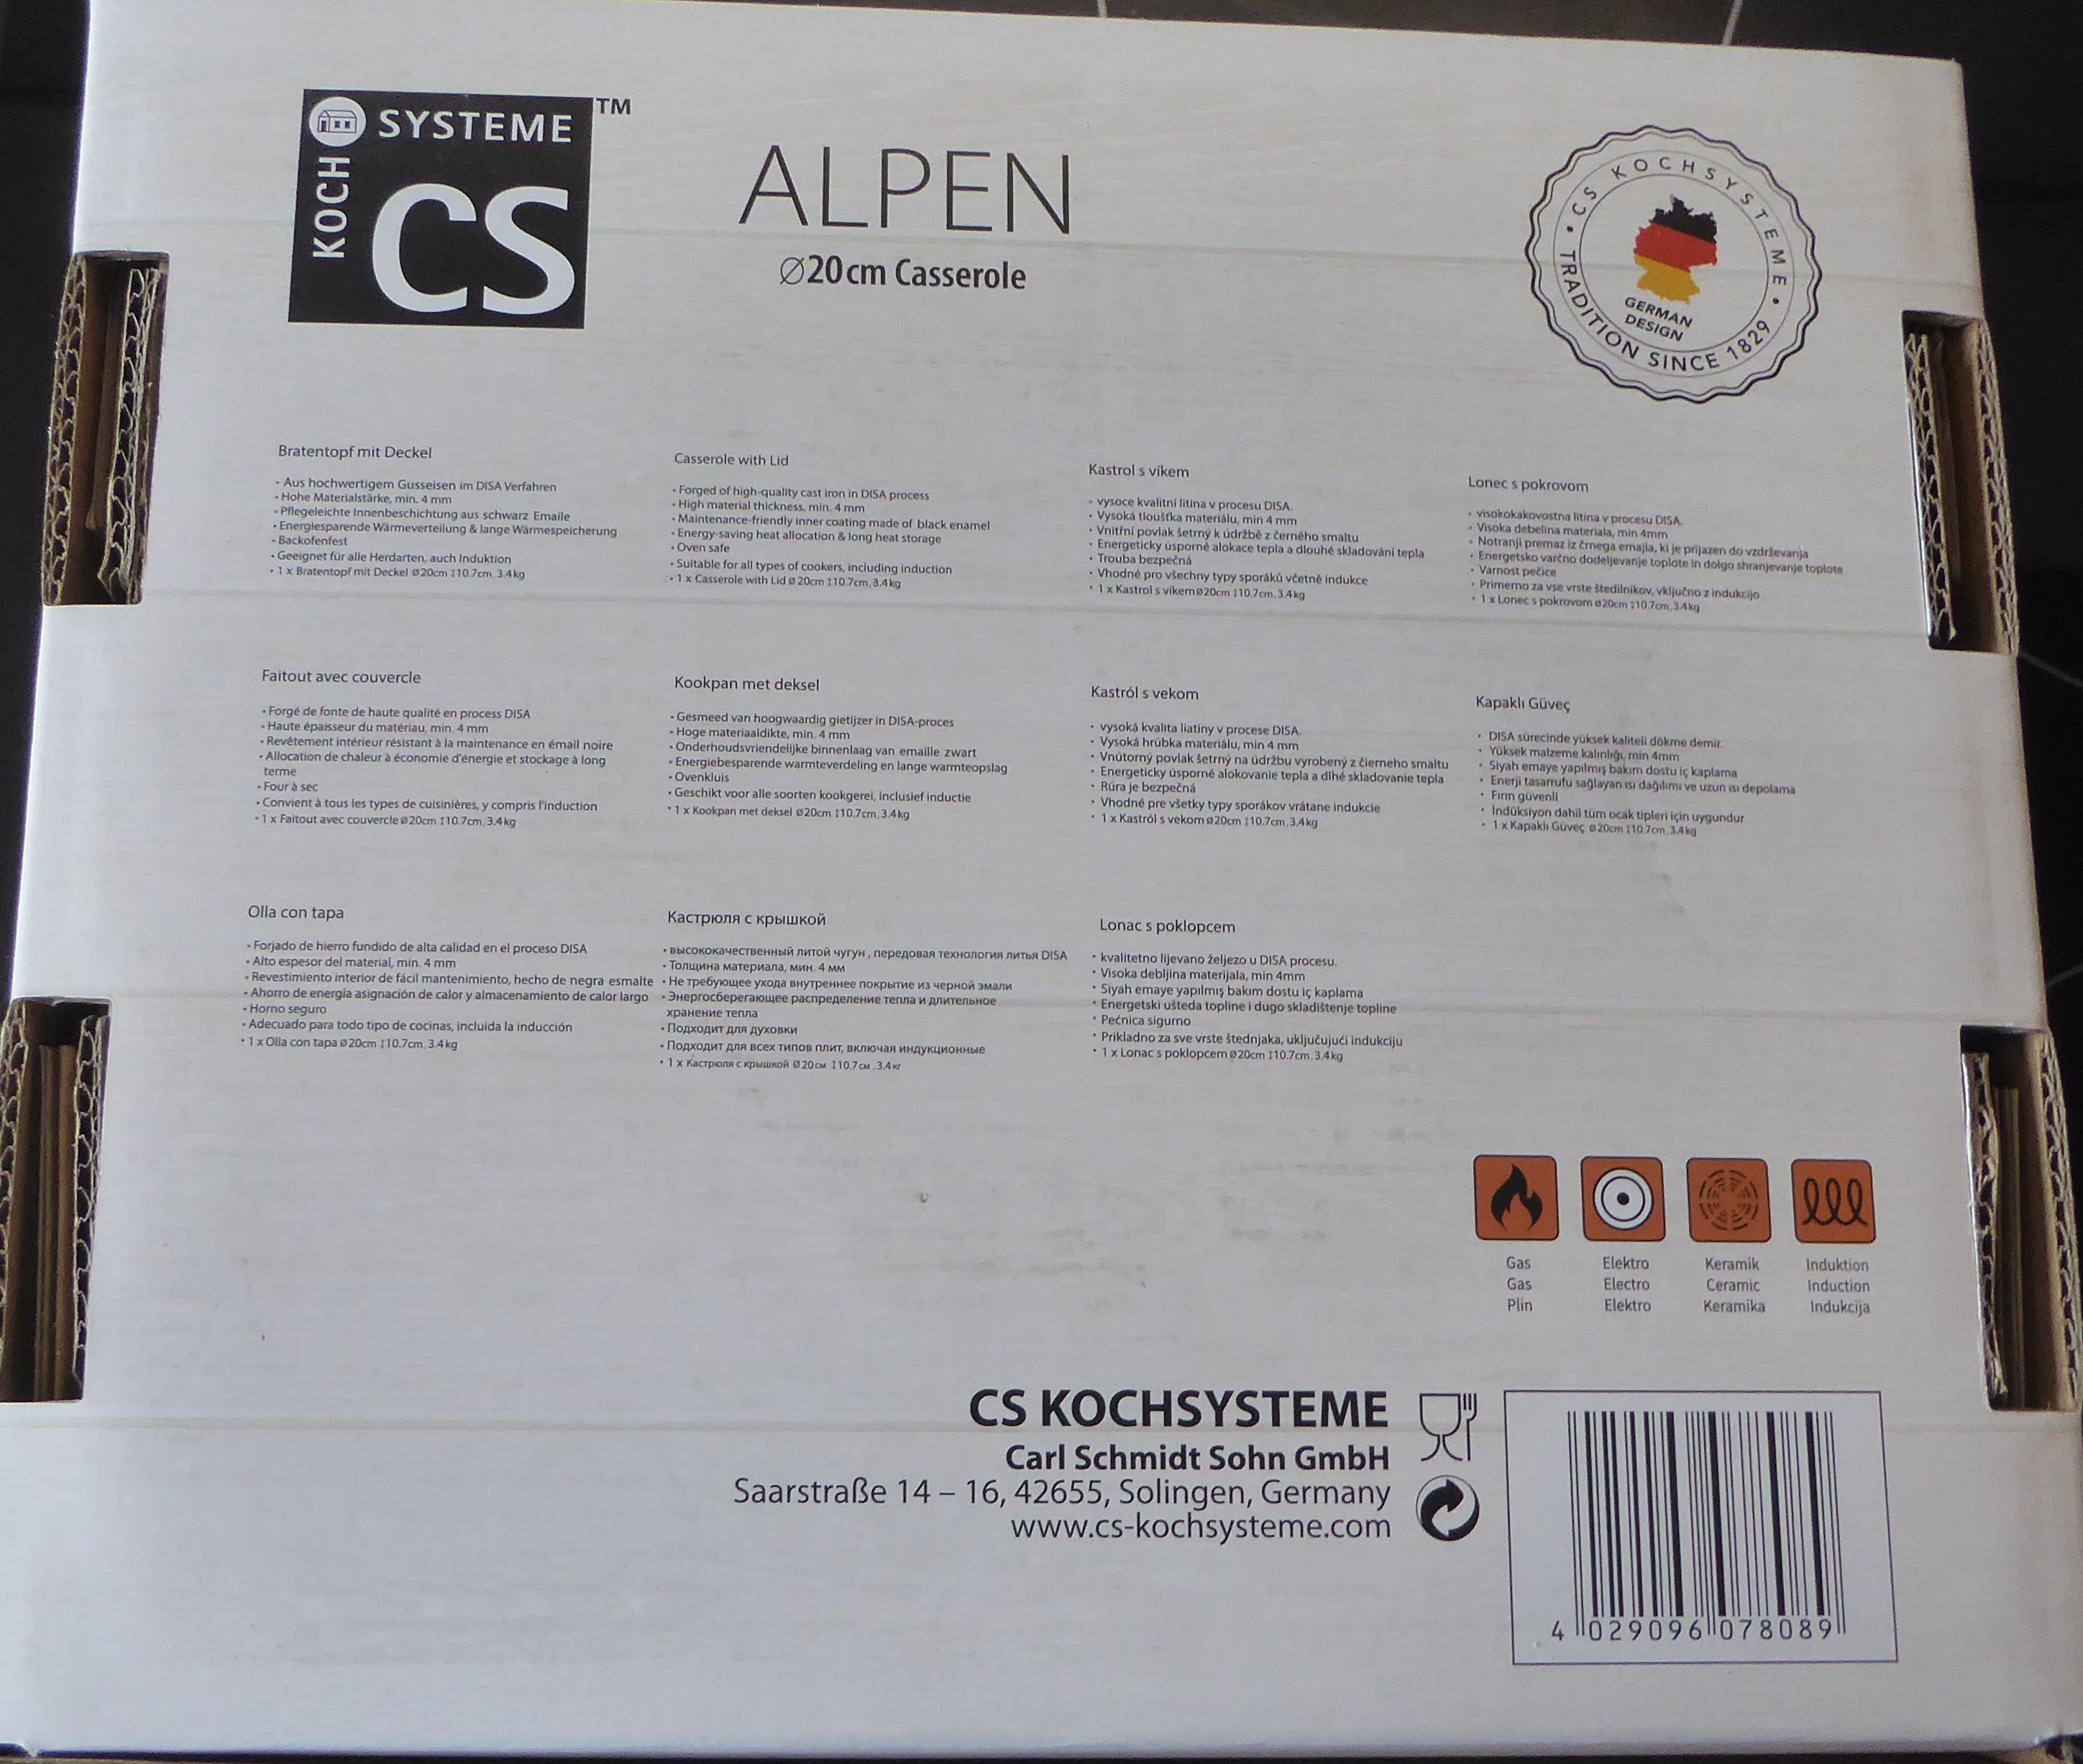 KOCH SYSTEME TM
CS
ALPEN
Ø20cm Casserole
• CS KOCHSYSTEME •
TRADITION SINCE 1829
GERMAN
DESIGN
Bratentopf mit Deckel
• Aus hochwertigem Gusseisen im DISA Verfahren
• Hohe Materialstärke, min. 4 mm
• Pflegeleichte Innenbeschichtung aus schwarz Emaile
• Energiesparende Wärmeverteilung & lange Wärmespeicherung
• Backofenfest
• Geeignet für alle Herdarten, auch Induktion
• 1 x Bratentopf mit Deckel ⌀20cm ↕10.7cm, 3.4kg
Casserole with Lid
• Forged of high-quality cast iron in DISA process
• High material thickness, min. 4 mm
• Maintenance-friendly inner coating made of black enamel
• Energy-saving heat allocation & long heat storage
• Oven safe
• Suitable for all types of cookers, including induction
• 1 x Casserole with Lid ⌀ 20cm ↕10.7cm, 3.4kg
Kastrol s víkem
• vysoce kvalitní litina v procesu DISA.
• Vysoká tloušťka materiálu, min 4 mm
• Vnitřní povlak šetrný k údržbě z černého smaltu
• Energeticky úsporné alokace tepla a dlouhé skladování tepla
• Trouba bezpečná
• Vhodné pro všechny typy sporáků včetně indukce
• 1 x Kastrol s víkem⌀20cm ↕10.7cm, 3.4kg
Lonec s pokrovom
• visokokakovostna litina v procesu DISA.
• Visoka debelina materiala, min 4mm
• Notranji premaz iz črnega emajla, ki je prijazen do vzdrževanja
• Energetsko varčno dodeljevanje toplote in dolgo shranjevanje toplote
• Varnost pečice
• Primerno za vse vrste štedilnikov, vključno z indukcijo
• 1 x Lonec s pokrovom ⌀20cm ↕10.7cm, 3.4kg
Faitout avec couvercle
• Forgé de fonte de haute qualité en process DISA
• Haute épaisseur du matériau, min. 4 mm
• Revêtement intérieur résistant à la maintenance en émail noire
• Allocation de chaleur à économie d'énergie et stockage à long
terme
• Four à sec
• Convient à tous les types de cuisinières, y compris l'induction
• 1 x Faitout avec couvercle⌀20cm ↕10.7cm, 3.4kg
Kookpan met deksel
• Gesmeed van hoogwaardig gietijzer in DISA-proces
• Hoge materiaaldikte, min. 4 mm
• Onderhoudsvriendelijke binnenlaag van emaille zwart
• Energiebesparende warmteverdeling en lange warmteopslag
• Ovenkluis
• Geschikt voor alle soorten kookgerei, inclusief inductie
• 1 x Kookpan met deksel ⌀20cm ↕10.7cm, 3.4kg
Kastról s vekom
• vysoká kvalita liatiny v procese DISA.
• Vysoká hrúbka materiálu, min 4 mm
• Vnútorný povlak šetrný na údržbu vyrobený z čierneho smaltu
• Energeticky úsporné alokovanie tepla a dlhé skladovanie tepla
• Rúra je bezpečná
• Vhodné pre všetky typy sporákov vrátane indukcie
• 1 x Kastról s vekom⌀20cm ↕10.7cm, 3.4kg
Kapaklı Güveç
• DISA sürecinde yüksek kaliteli dökme demir.
• Yüksek malzeme kalınlığı, min 4mm
• Siyah emaye yapılmış bakım dostu iç kaplama
• Enerji tasarrufu sağlayan ısı dağılımı ve uzun ısı depolama
• Fırın güvenli
• İndüksiyon dahil tüm ocak tipleri için uygundur
• 1 x Kapaklı Güveç ⌀20cm ↕10.7cm, 3.4kg
Olla con tapa
• Forjado de hierro fundido de alta calidad en el proceso DISA
• Alto espesor del material, min. 4 mm
• Revestimiento interior de fácil mantenimiento, hecho de negra esmalte
• Ahorro de energía asignación de calor y almacenamiento de calor largo
• Horno seguro
• Adecuado para todo tipo de cocinas, incluida la inducción
• 1 x Olla con tapa ⌀20cm ↕10.7cm, 3.4kg
Кастрюля с крышкой
• высококачественный литой чугун , передовая технология литья DISA
• Толщина материала, мин. 4 мм
• Не требующее ухода внутреннее покрытие из черной эмали
• Энергосберегающее распределение тепла и длительное
хранение тепла
• Подходит для духовки
• Подходит для всех типов плит, включая индукционные
• 1 x Кастрюля с крышкой ⌀20см ↕10.7см , 3.4кг
Lonac s poklopcem
• kvalitetno lijevano željezo u DISA procesu.
• Visoka debljina materijala, min 4mm
• Siyah emaye yapılmış bakım dostu iç kaplama
• Energetski ušteda topline i dugo skladištenje topline
• Pećnica sigurno
• Prikladno za sve vrste štednjaka, uključujući indukciju
• 1 x Lonac s poklopcem ⌀20cm ↕10.7cm, 3.4kg
Gas Elektro Keramik Induktion
Gas Electro Ceramic Induction
Plin Elektro Keramika Indukcija
CS KOCHSYSTEME
Carl Schmidt Sohn GmbH
Saarstraße 14 – 16, 42655, Solingen, Germany
www.cs-kochsysteme.com
4 029096 078089